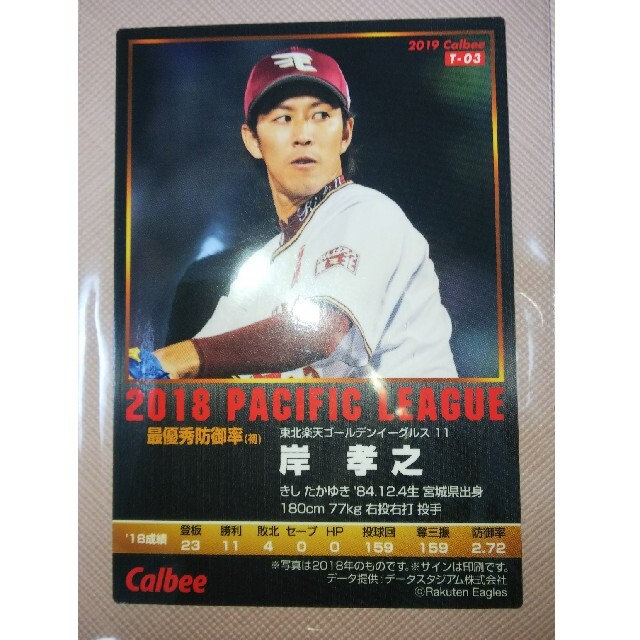 2019 Calbee
T-03
2018 PACIFIC LEAGUE
最優秀防御率(初)
東北楽天ゴールデンイーグルス 11
岸 孝之
きし たかゆき '84.12.4生 宮城県出身
180cm 77kg 右投右打 投手
登板 勝利 敗北 セーブ HP 投球回 奪三振 防御率
'18成績 23 11 4 0 0 159 159 2.72
※写真は2018年のものです。※サインは印刷です。
データ提供:データスタジアム株式会社
©Rakuten Eagles
Calbee